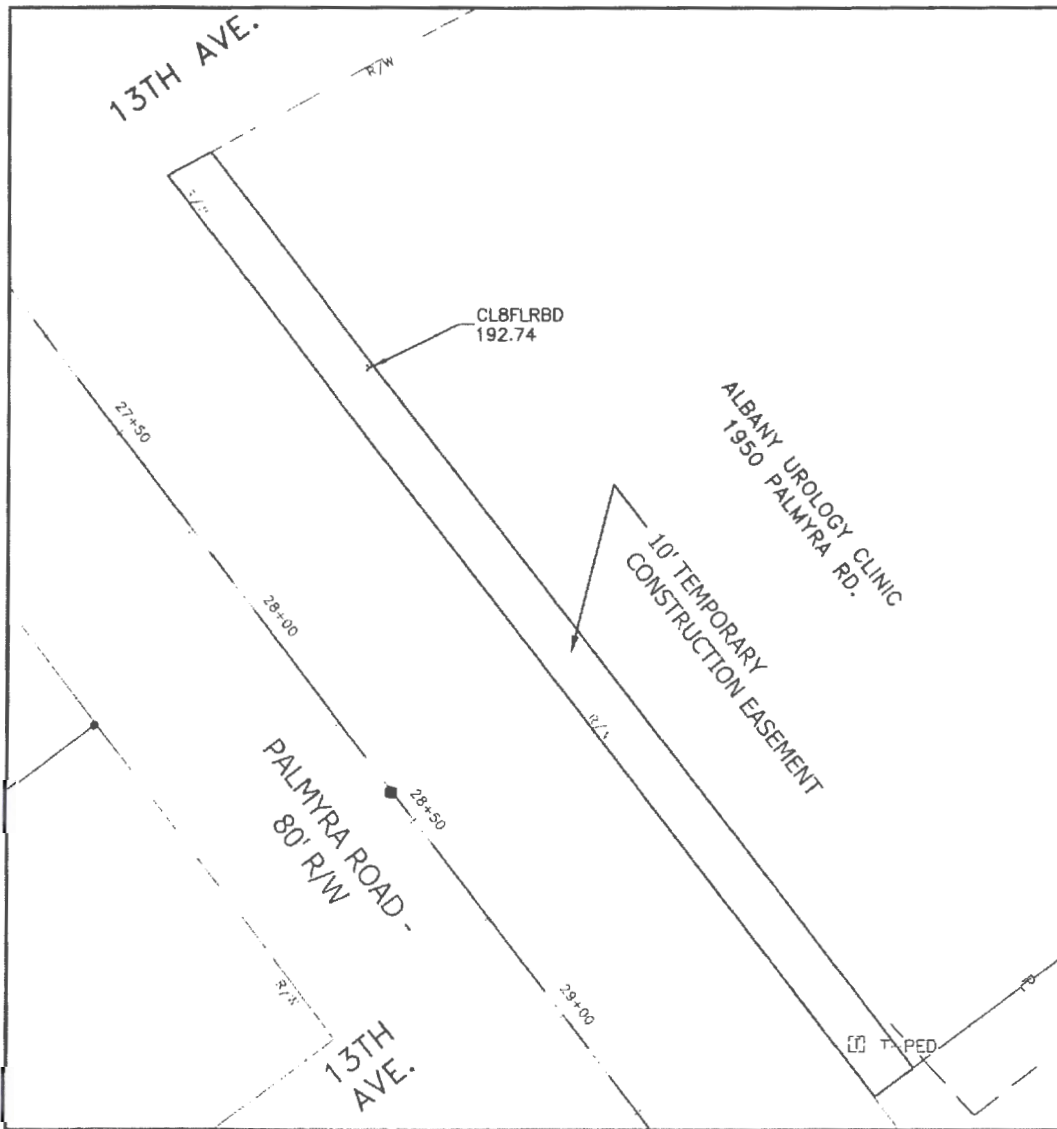 13TH AVE.
R/W
CL8FLRBD
192.74
27+50
ALBANY UROLOGY CLINIC
1950 PALMYRA RD.
10' TEMPORARY
CONSTRUCTION EASEMENT
28+00
PALMYRA ROAD -
80' R/W
28+50
29+00
13TH
AVE.
T-PED